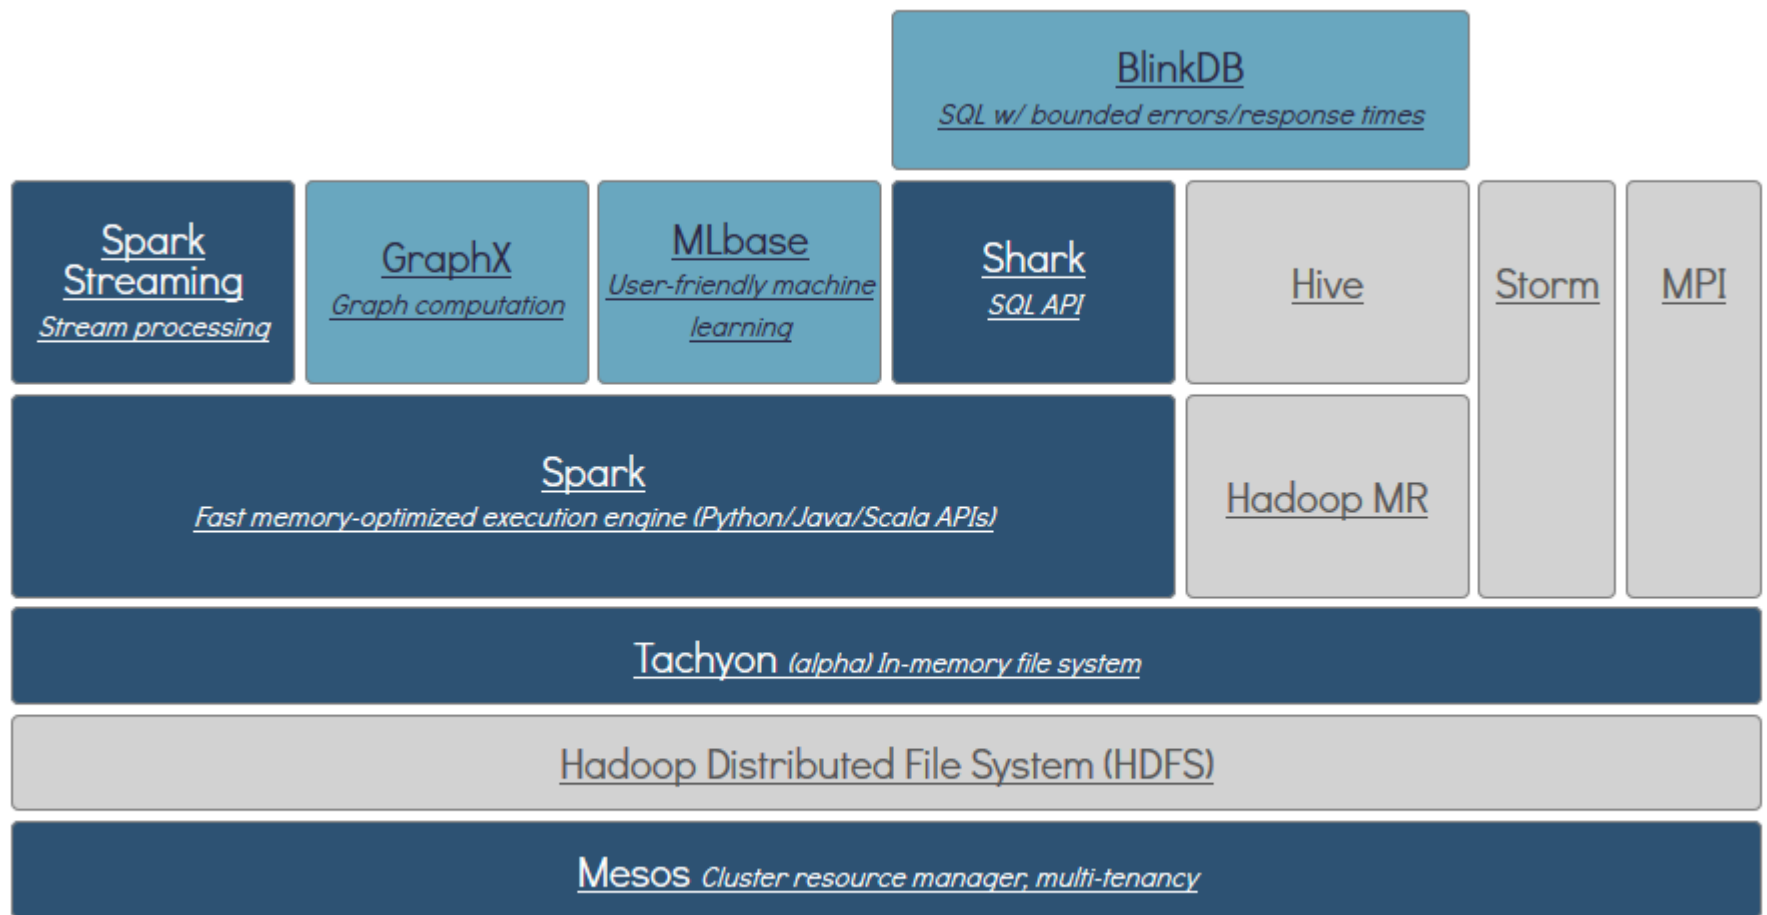 BlinkDB
SQL w/ bounded errors/response times
Spark
Streaming
Stream processing
GraphX
Graph computation
MLbase
User-friendly machine
learning
Shark
SQL API
Hive
Storm
MPI
Spark
Fast memory-optimized execution engine (Python/Java/Scala APIs)
Hadoop MR
Tachyon (alpha) In-memory file system
Hadoop Distributed File System (HDFS)
Mesos Cluster resource manager, multi-tenancy